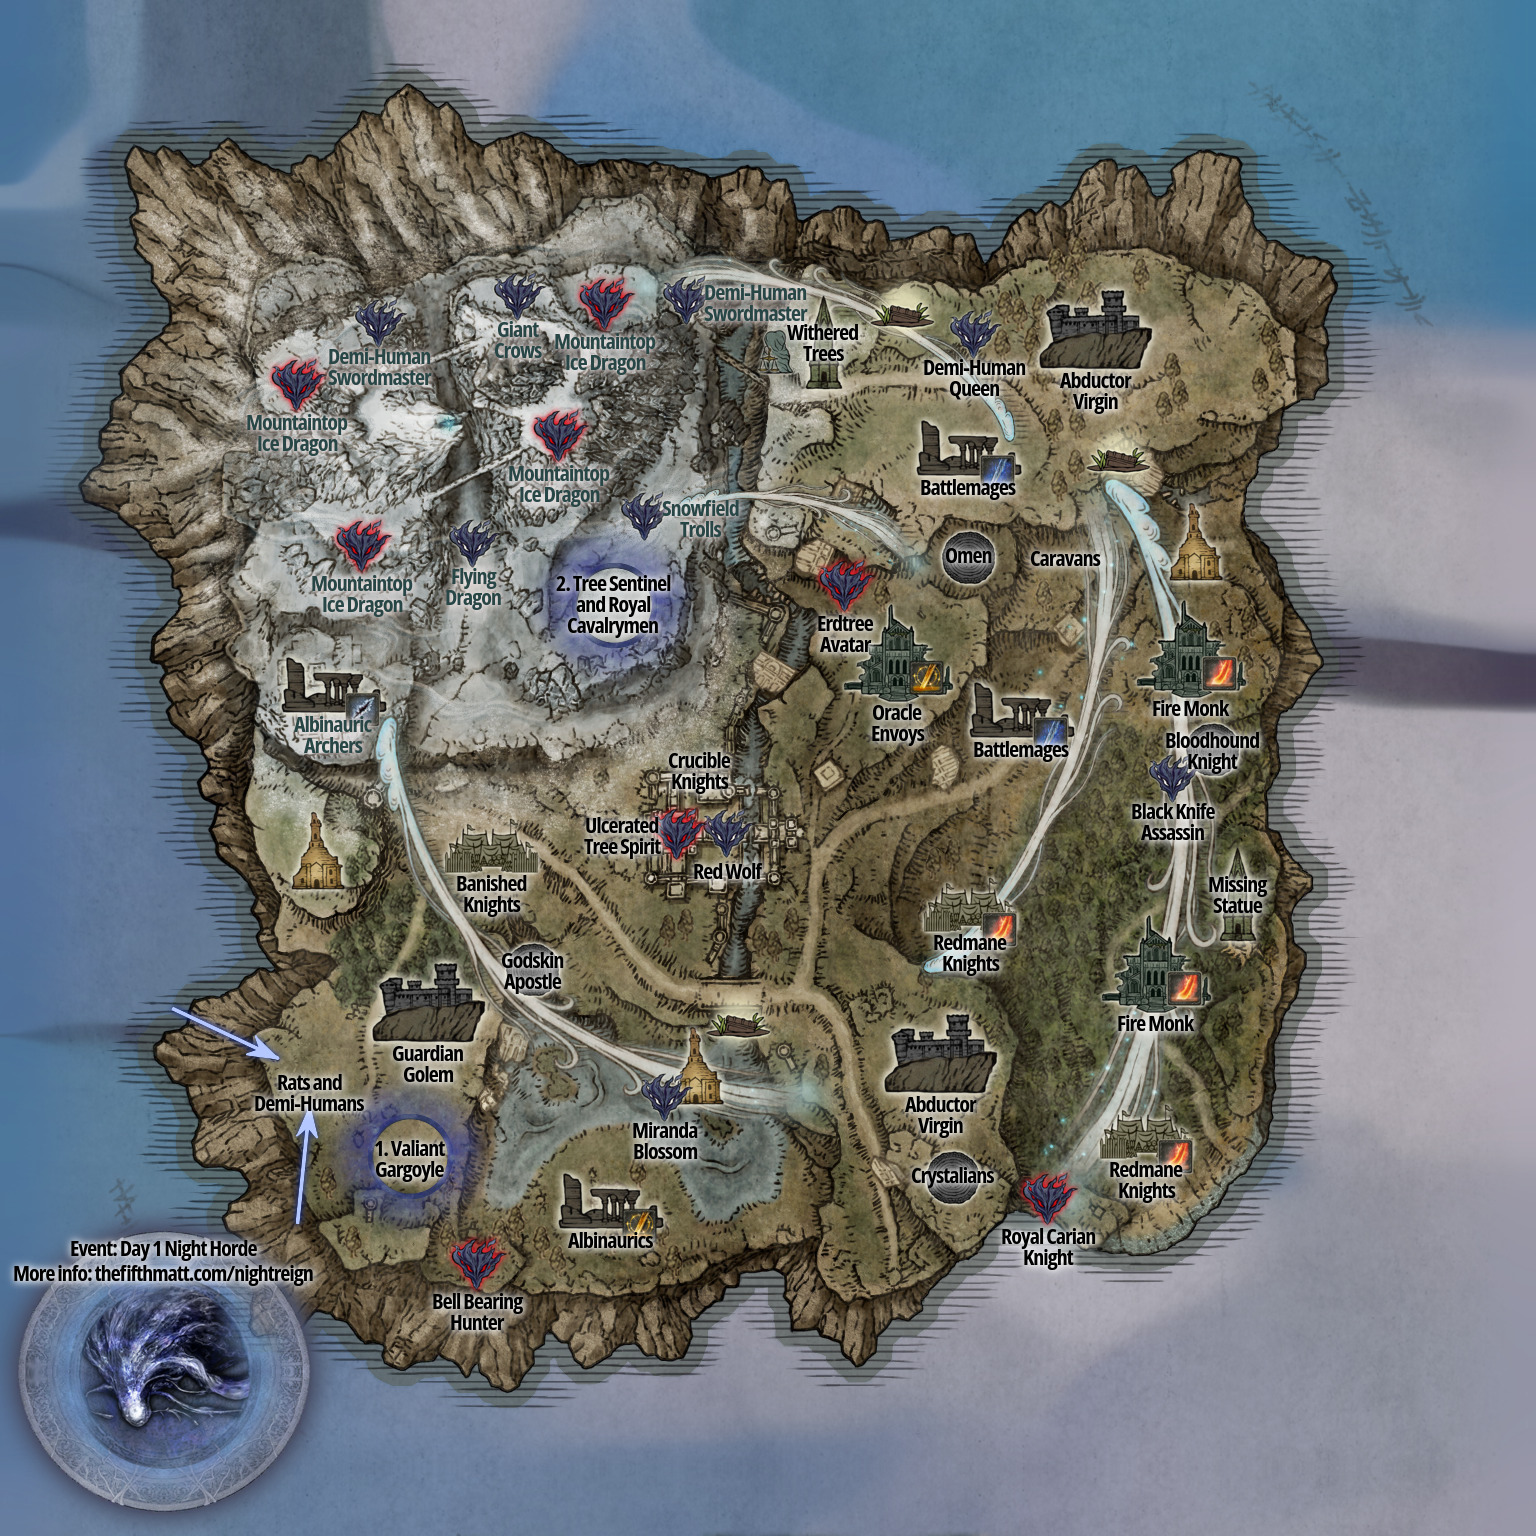 Giant
Crows
Demi-Human
Swordmaster
Mountaintop
Ice Dragon
Demi-Human
Swordmaster
Mountaintop
Ice Dragon
Mountaintop
Ice Dragon
Mountaintop
Ice Dragon
Flying
Dragon
Snowfield
Trolls
Withered
Trees
Demi-Human
Queen
Abductor
Virgin
Battlemages
Omen
Caravans
2. Tree Sentinel
and Royal
Cavalrymen
Erdtree
Avatar
Oracle
Envoys
Battlemages
Fire Monk
Bloodhound
Knight
Black Knife
Assassin
Albinauric
Archers
Crucible
Knights
Ulcerated
Tree Spirit
Red Wolf
Banished
Knights
Missing
Statue
Redmane
Knights
Godskin
Apostle
Fire Monk
Guardian
Golem
Rats and
Demi-Humans
1. Valiant
Gargoyle
Miranda
Blossom
Abductor
Virgin
Crystalians
Redmane
Knights
Albinaurics
Royal Carian
Knight
Bell Bearing
Hunter
Event: Day 1 Night Horde
More info: thefifthmatt.com/nightreign